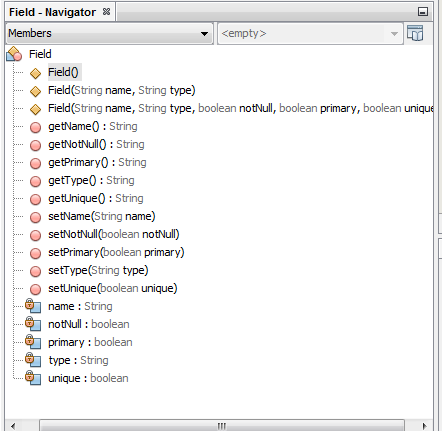 Field - Navigator
Members <empty>
Field
Field()
Field(String name, String type)
Field(String name, String type, boolean notNull, boolean primary, boolean unique
getName() : String
getNotNull() : String
getPrimary() : String
getType() : String
getUnique() : String
setName(String name)
setNotNull(boolean notNull)
setPrimary(boolean primary)
setType(String type)
setUnique(boolean unique)
name : String
notNull : boolean
primary : boolean
type : String
unique : boolean